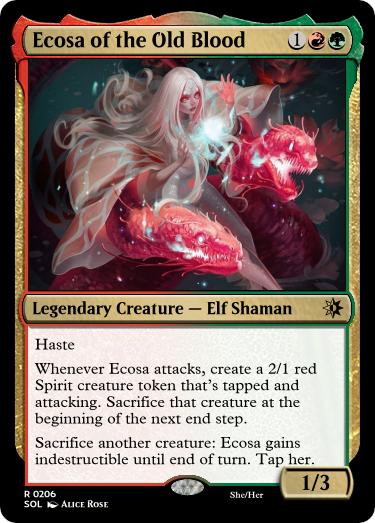 Ecosa of the Old Blood 1
Legendary Creature — Elf Shaman
Haste
Whenever Ecosa attacks, create a 2/1 red
Spirit creature token that's tapped and
attacking. Sacrifice that creature at the
beginning of the next end step.
Sacrifice another creature: Ecosa gains
indestructible until end of turn. Tap her.
1/3
R 0206
SOL • Alice Rose
She/Her